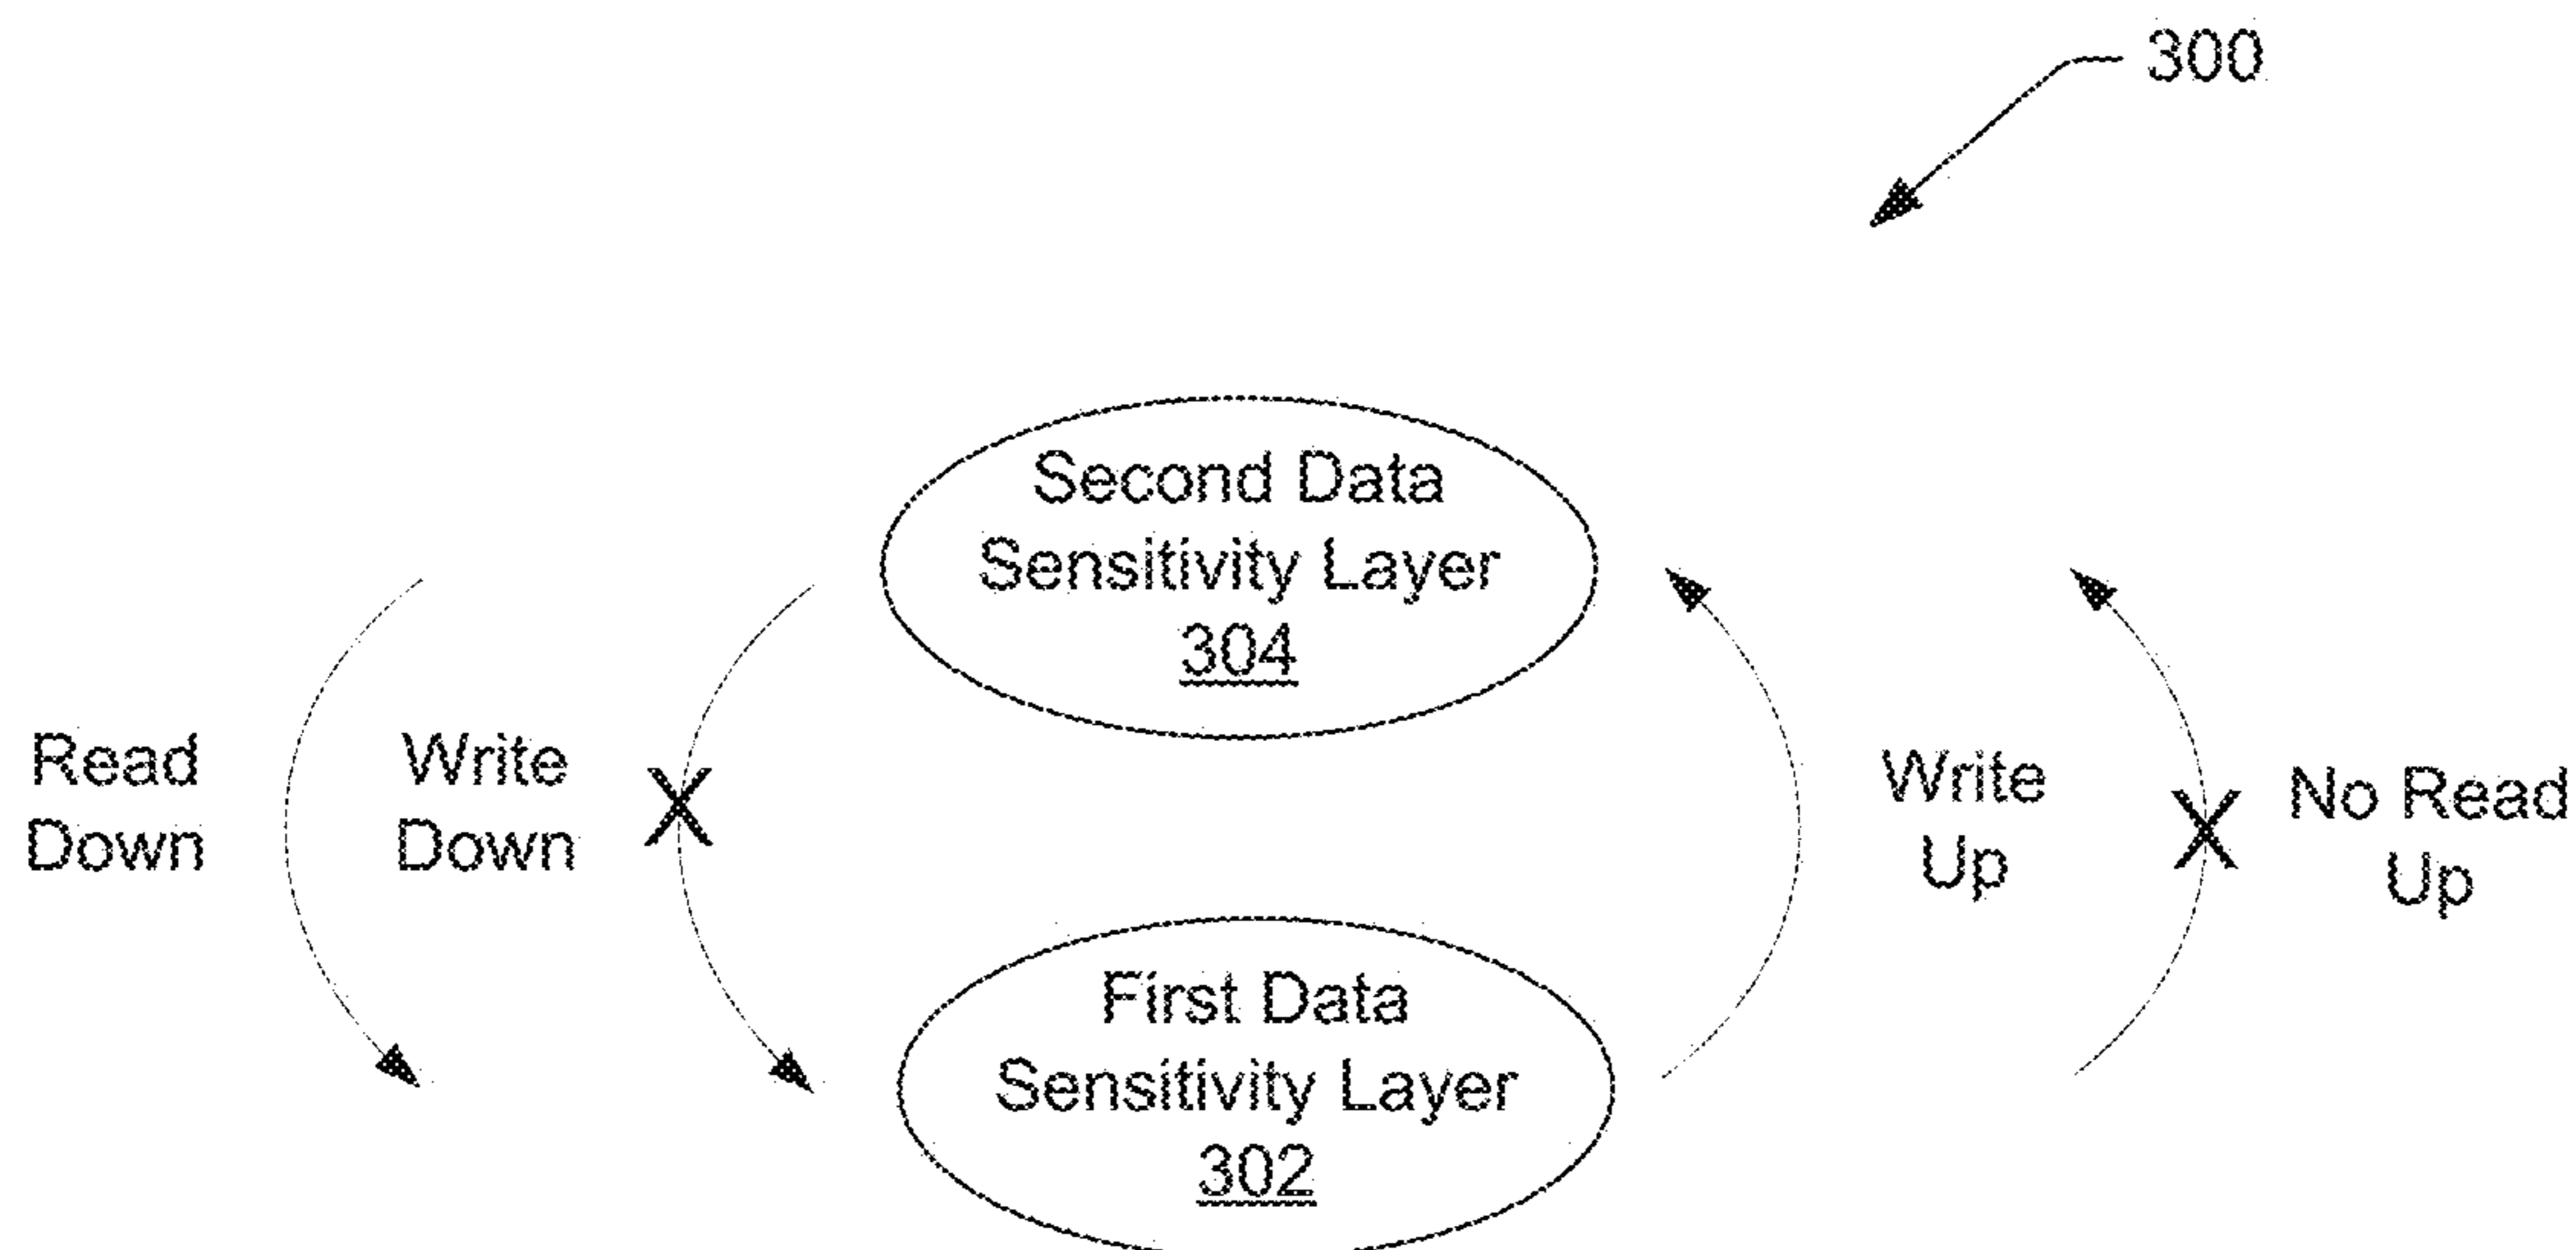 300
Second Data
Sensitivity Layer
304
Read
Down
Write
Down
X
Write
Up
X
No Read
Up
First Data
Sensitivity Layer
302